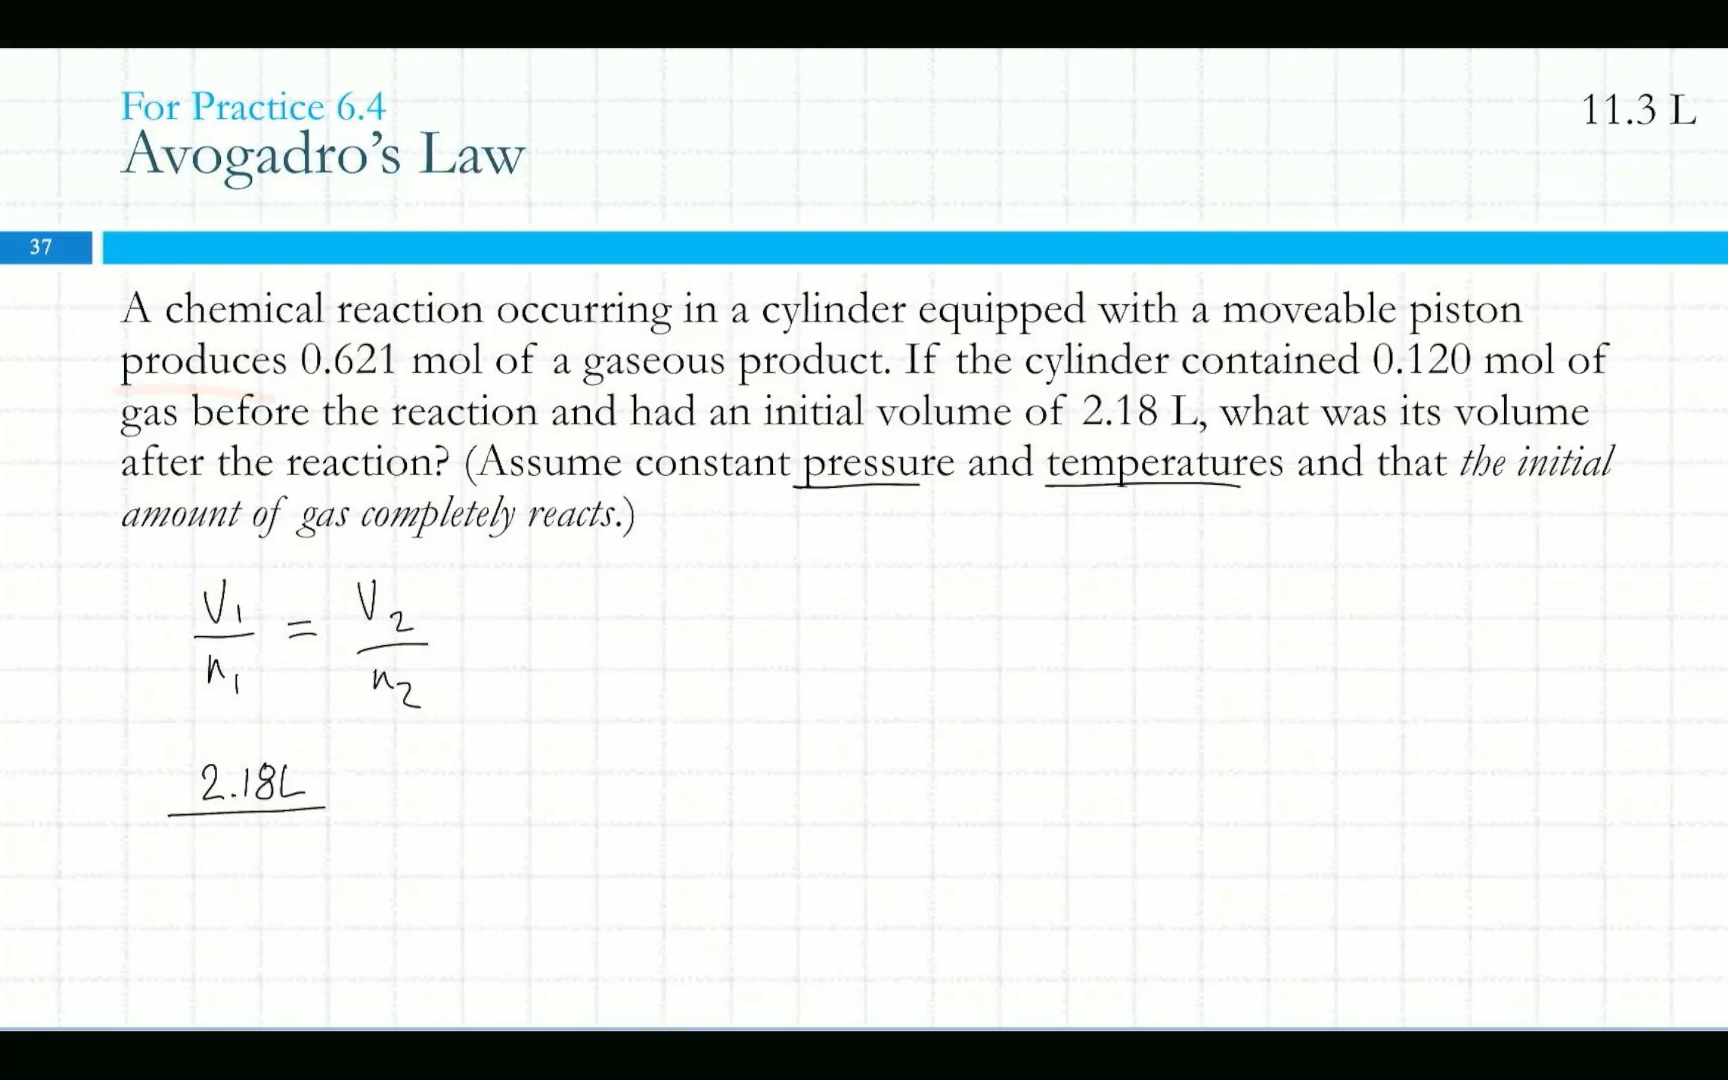 For Practice 6.4
11.3 L
Avogadro's Law
37
A chemical reaction occurring in a cylinder equipped with a moveable piston
produces 0.621 mol of a gaseous product. If the cylinder contained 0.120 mol of
gas before the reaction and had an initial volume of 2.18 L, what was its volume
after the reaction? (Assume constant pressure and temperatures and that the initial
amount of gas completely reacts.)
V₁ = V₂
n₁ n₂
2.18L